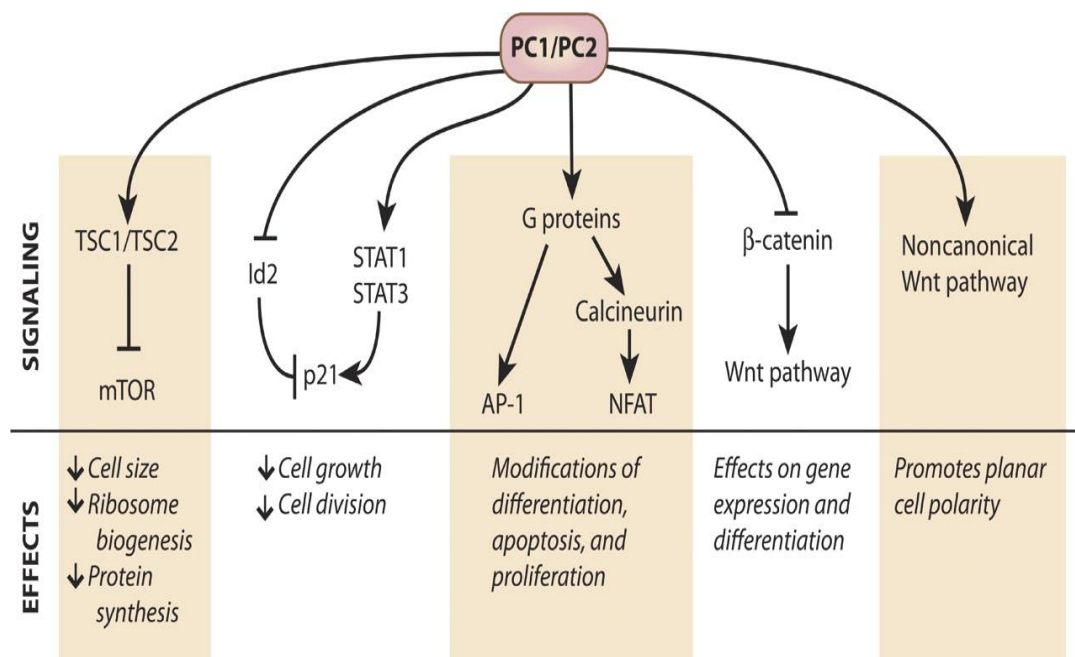 PC1/PC2
SIGNALING
TSC1/TSC2
mTOR
Id2
STAT1
STAT3
p21
G proteins
Calcineurin
AP-1
NFAT
β-catenin
Wnt pathway
Noncanonical
Wnt pathway
EFFECTS
↓ Cell size
↓ Ribosome
biogenesis
↓ Protein
synthesis
↓ Cell growth
↓ Cell division
Modifications of
differentiation,
apoptosis, and
proliferation
Effects on gene
expression and
differentiation
Promotes planar
cell polarity